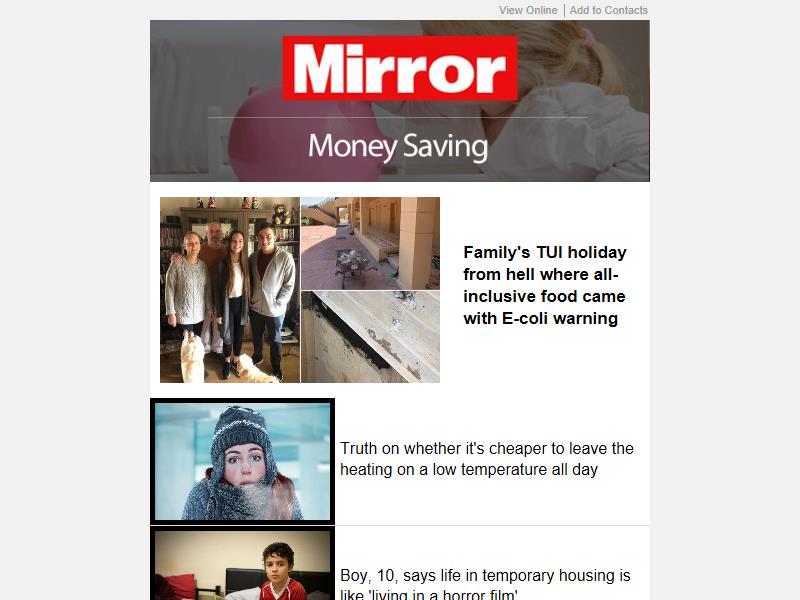 View Online | Add to Contacts
Mirror
Money Saving
Family's TUI holiday
from hell where all-
inclusive food came
with E-coli warning
Truth on whether it's cheaper to leave the
heating on a low temperature all day
Boy, 10, says life in temporary housing is
like 'living in a horror film'